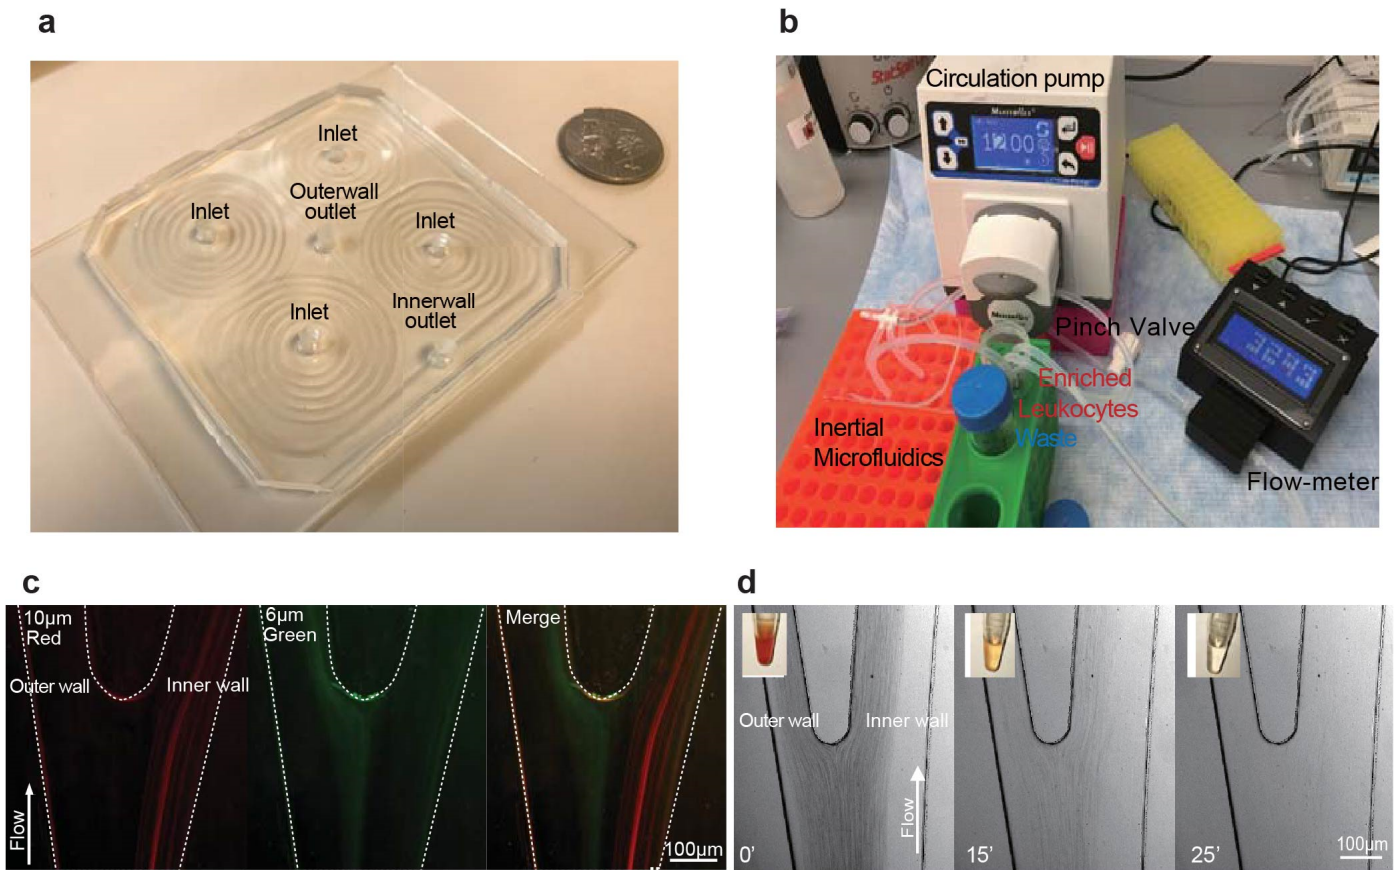 a
Inlet
Outerwall
outlet
Inlet
Inlet
Inlet
Innerwall
outlet
b
StatSpin
Circulation pump
Masterflex
Pinch Valve
Enriched
Leukocytes
Waste
Inertial
Microfluidics
Flow-meter
c
10μm
Red
Outer wall
Inner wall
Flow
6μm
Green
Merge
100μm
d
Outer wall
Inner wall
Flow
0’
15’
25’
100μm